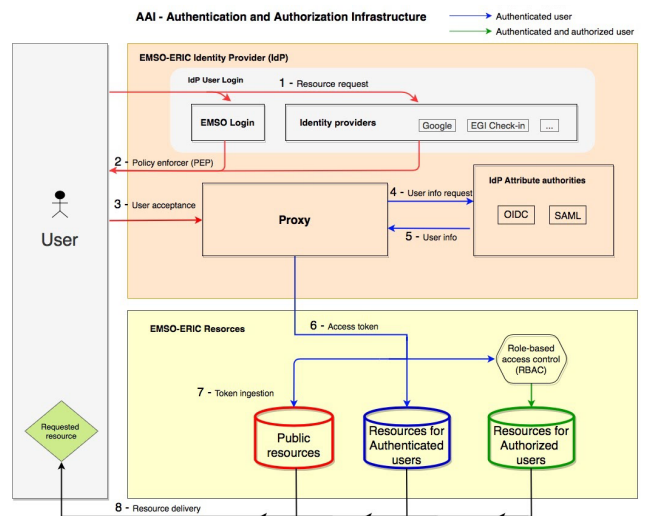 AAI - Authentication and Authorization Infrastructure
Authenticated user
Authenticated and authorized user
EMSO-ERIC Identity Provider (IdP)
IdP User Login
1 - Resource request
EMSO Login
Identity providers
Google
EGI Check-in
...
2 - Policy enforcer (PEP)
IdP Attribute authorities
4 - User info request
3 - User acceptance
Proxy
OIDC
SAML
User
5 - User info
EMSO-ERIC Resorces
6 - Access token
Role-based
access control
(RBAC)
7 - Token ingestion
Requested
resource
Public
resources
Resources for
Authenticated
users
Resources for
Authorized
users
8 - Resource delivery